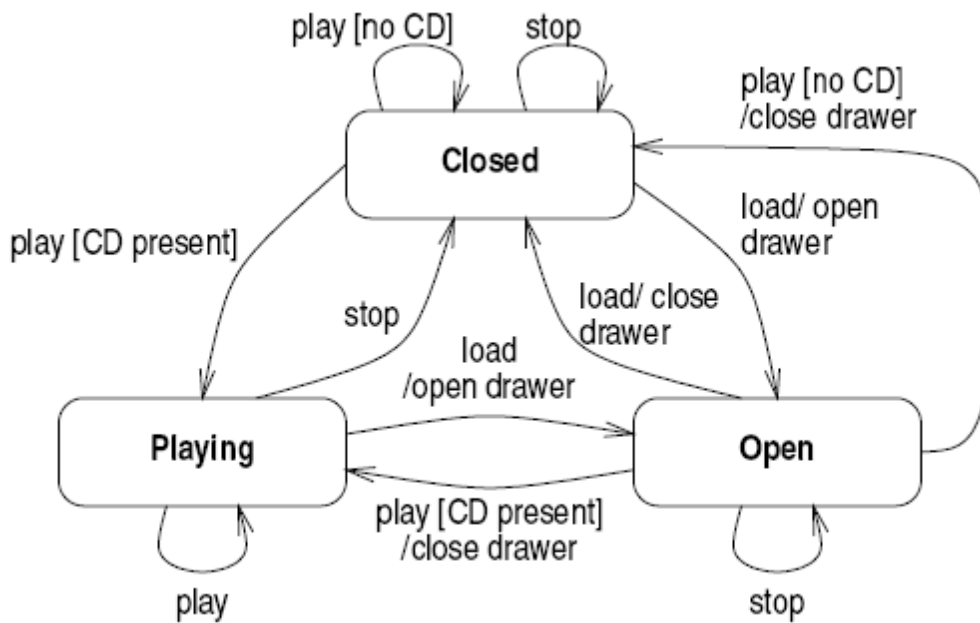 play [no CD]
stop
play [no CD]
/close drawer
Closed
load/ open
drawer
play [CD present]
stop
load/ close
drawer
load
/open drawer
Playing
Open
play [CD present]
/close drawer
play
stop